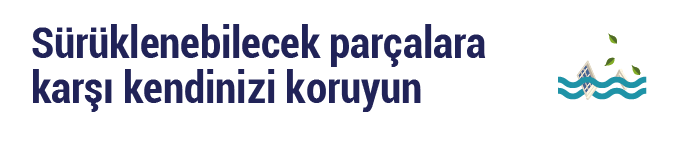 Sürüklenebilecek parçalara
karşı kendinizi koruyun